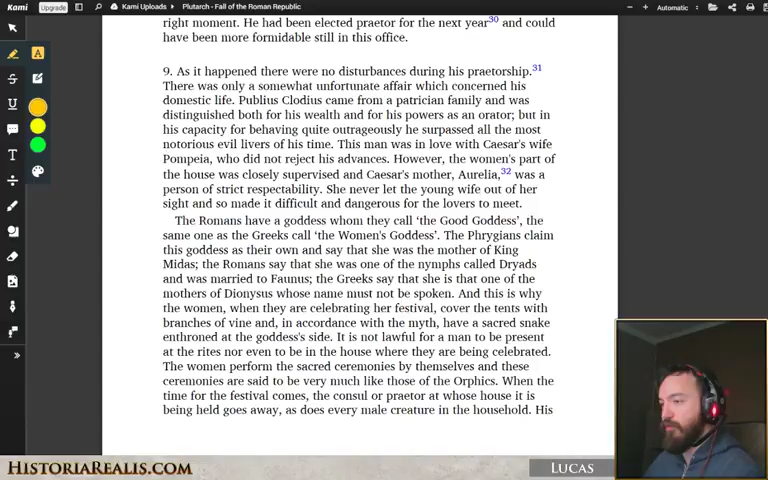 Kami
Upgrade
Kami Uploads
Plutarch - Fall of the Roman Republic
Automatic
right moment. He had been elected praetor for the next year30 and could
have been more formidable still in this office.
9. As it happened there were no disturbances during his praetorship.31
There was only a somewhat unfortunate affair which concerned his
domestic life. Publius Clodius came from a patrician family and was
distinguished both for his wealth and for his powers as an orator; but in
his capacity for behaving quite outrageously he surpassed all the most
notorious evil livers of his time. This man was in love with Caesar's wife
Pompeia, who did not reject his advances. However, the women's part of
the house was closely supervised and Caesar's mother, Aurelia,32 was a
person of strict respectability. She never let the young wife out of her
sight and so made it difficult and dangerous for the lovers to meet.
The Romans have a goddess whom they call ‘the Good Goddess’, the
same one as the Greeks call ‘the Women's Goddess’. The Phrygians claim
this goddess as their own and say that she was the mother of King
Midas; the Romans say that she was one of the nymphs called Dryads
and was married to Faunus; the Greeks say that she is that one of the
mothers of Dionysus whose name must not be spoken. And this is why
the women, when they are celebrating her festival, cover the tents with
branches of vine and, in accordance with the myth, have a sacred snake
enthroned at the goddess's side. It is not lawful for a man to be present
at the rites nor even to be in the house where they are being celebrated.
The women perform the sacred ceremonies by themselves and these
ceremonies are said to be very much like those of the Orphics. When the
time for the festival comes, the consul or praetor at whose house it is
being held goes away, as does every male creature in the household. His
HISTORIAREALIS.COM
LUCAS